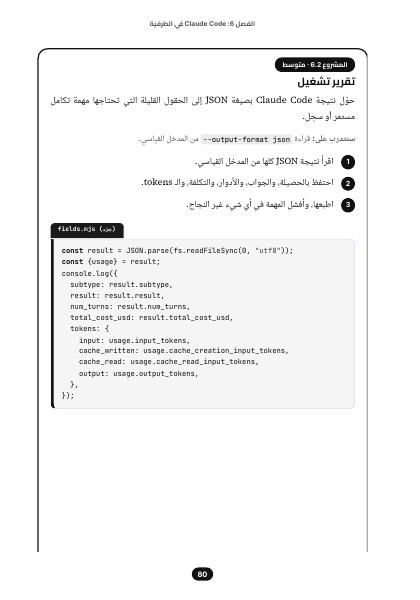 الفصل 6: Claude Code في الطرفية
المشروع 6.2 · متوسط
تقرير تشغيل
حوّل نتيجة Claude Code بصيغة JSON إلى الحقول القليلة التي تحتاجها مهمة تكامل
مستمر أو سجل.
ستتدرب على: قراءة --output-format json من المدخل القياسي.
1 اقرأ نتيجة JSON كلها من المدخل القياسي.
2 احتفظ بالحصيلة، والجواب، والأدوار، والتكلفة، والـ tokens.
3 اطبعها، وأفشل المهمة في أي شيء غير النجاح.
fields.mjs (جزء)
const result = JSON.parse(fs.readFileSync(0, "utf8"));
const {usage} = result;
console.log({
  subtype: result.subtype,
  result: result.result,
  num_turns: result.num_turns,
  total_cost_usd: result.total_cost_usd,
  tokens: {
    input: usage.input_tokens,
    cache_written: usage.cache_creation_input_tokens,
    cache_read: usage.cache_read_input_tokens,
    output: usage.output_tokens,
  },
});
80